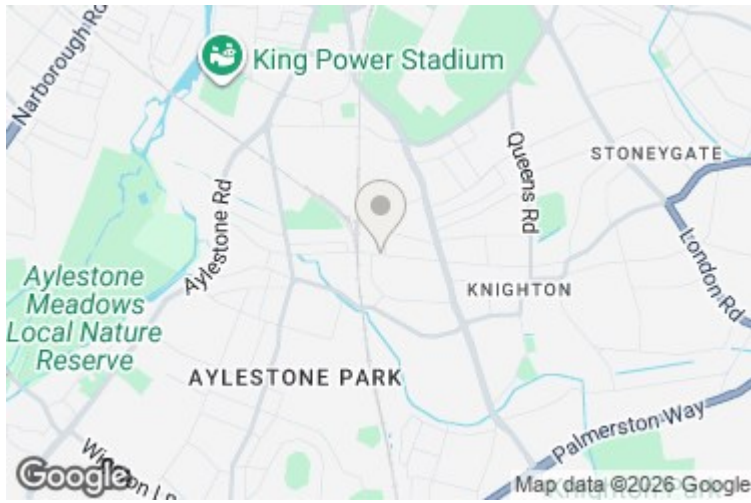 Narborough Rd
King Power Stadium
STONEYGATE
Queens Rd
Aylestone Rd
London Rd
Aylestone
Meadows
Local Nature
Reserve
KNIGHTON
AYLESTONE PARK
Palmerston Way
Google
Map data ©2026 Google